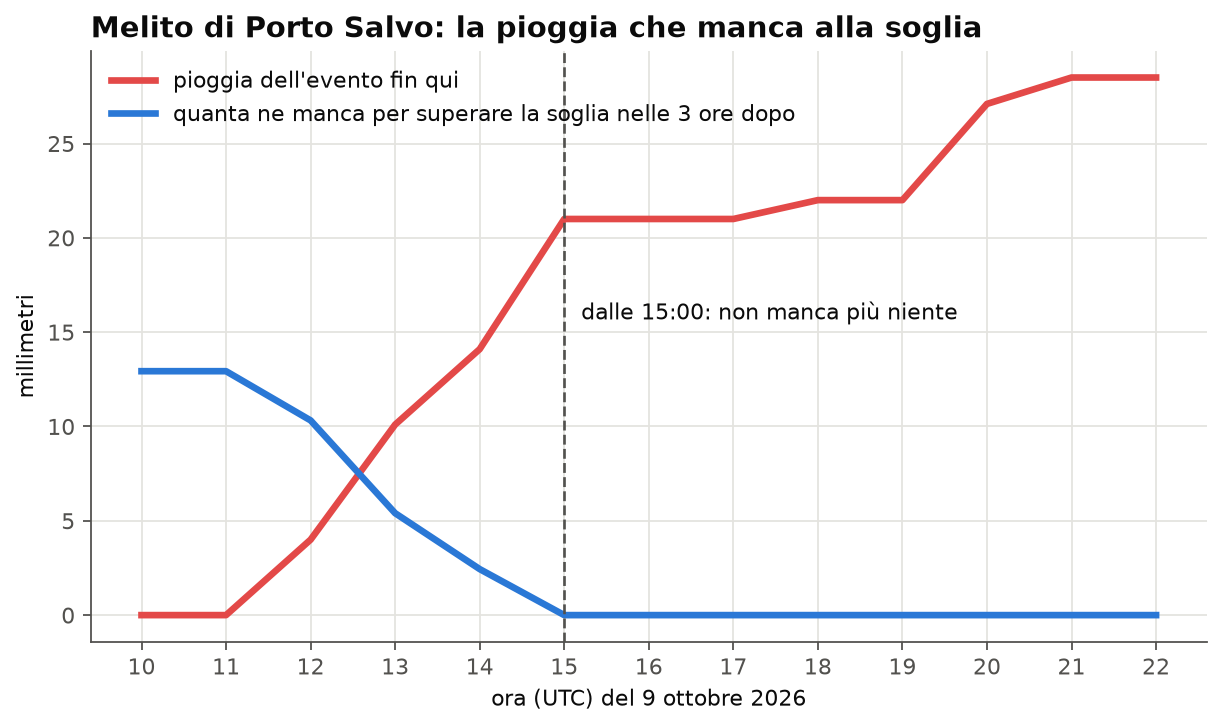 Melito di Porto Salvo: la pioggia che manca alla soglia
pioggia dell'evento fin qui
quanta ne manca per superare la soglia nelle 3 ore dopo
25
20
15
10
5
0
millimetri
dalle 15:00: non manca più niente
10 11 12 13 14 15 16 17 18 19 20 21 22
ora (UTC) del 9 ottobre 2026